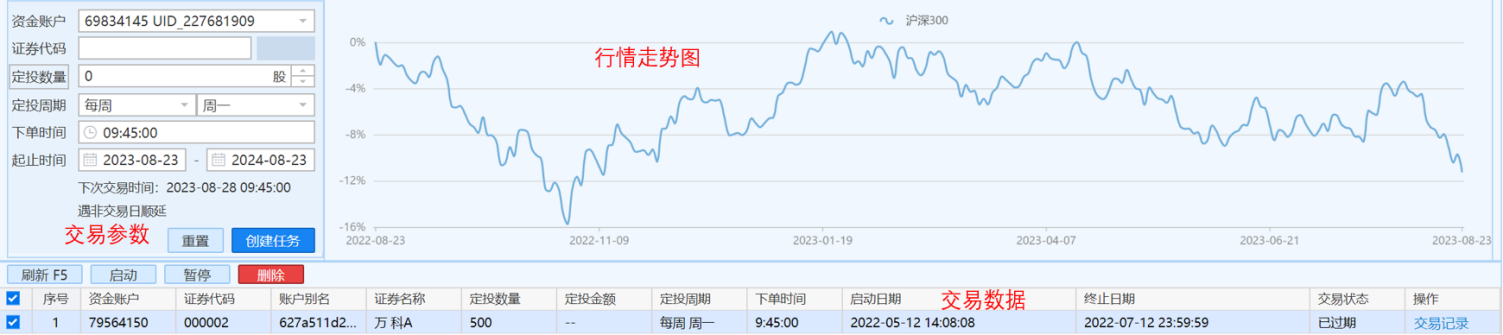 资金账户 69834145 UID_227681909
证券代码
定投数量 0 股
定投周期 每周 周一
下单时间 09:45:00
起止时间 2023-08-23 - 2024-08-23
下次交易时间：2023-08-28 09:45:00
遇非交易日顺延
交易参数 重置 创建任务
沪深300
行情走势图
0%
-4%
-8%
-12%
-16%
2022-08-23 2022-11-09 2023-01-19 2023-04-07 2023-06-21 2023-08-23
刷新 F5 启动 暂停 删除
序号 资金账户 证券代码 账户别名 证券名称 定投数量 定投金额 定投周期 下单时间 启动日期 交易数据 终止日期 交易状态 操作
1 79564150 000002 627a511d2... 万 科A 500 -- 每周 周一 9:45:00 2022-05-12 14:08:08 2022-07-12 23:59:59 已过期 交易记录